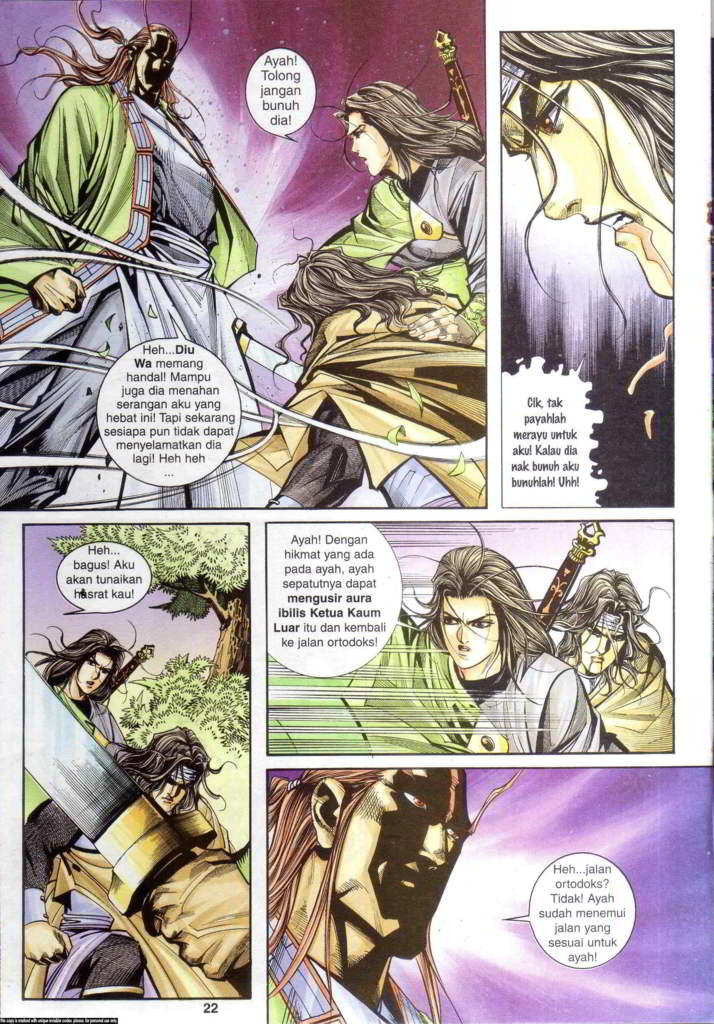 Ayah!
Tolong
jangan
bunuh
dia!
Heh...Diu
Wa memang
handal! Mampu
juga dia menahan
serangan aku yang
hebat ini! Tapi sekarang
sesiapa pun tidak dapat
menyelamatkan dia
lagi! Heh heh
...
Cik, tak
payahlah
merayu untuk
aku! Kalau dia
nak bunuh aku
bunuhlah! Uhh!
Heh...
bagus! Aku
akan tunaikan
hasrat kau!
Ayah! Dengan
hikmat yang ada
pada ayah, ayah
sepatutnya dapat
mengusir aura
iblis Ketua Kaum
Luar itu dan kembali
ke jalan ortodoks!
Heh...jalan
ortodoks?
Tidak! Ayah
sudah menemui
jalan yang
sesuai untuk
ayah!
22